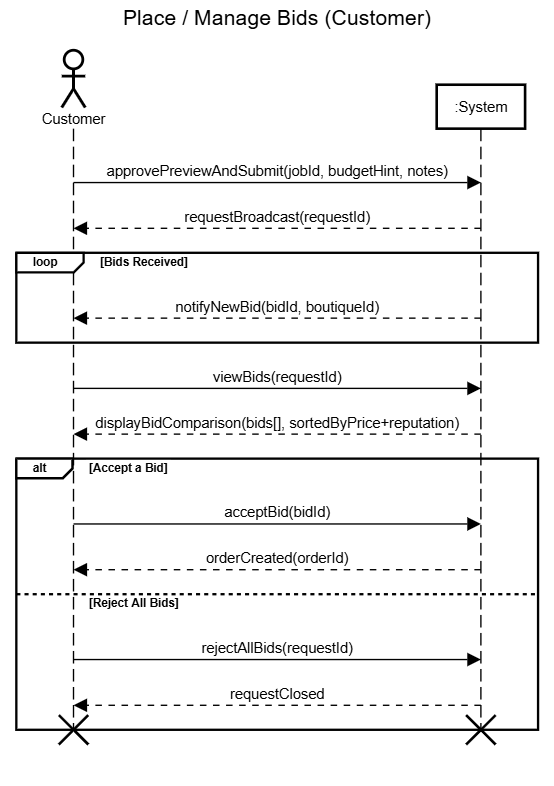 Place / Manage Bids (Customer)
Customer
:System
approvePreviewAndSubmit(jobId, budgetHint, notes)
requestBroadcast(requestId)
loop [Bids Received]
notifyNewBid(bidId, boutiqueId)
viewBids(requestId)
displayBidComparison(bids[], sortedByPrice+reputation)
alt [Accept a Bid]
acceptBid(bidId)
orderCreated(orderId)
[Reject All Bids]
rejectAllBids(requestId)
requestClosed